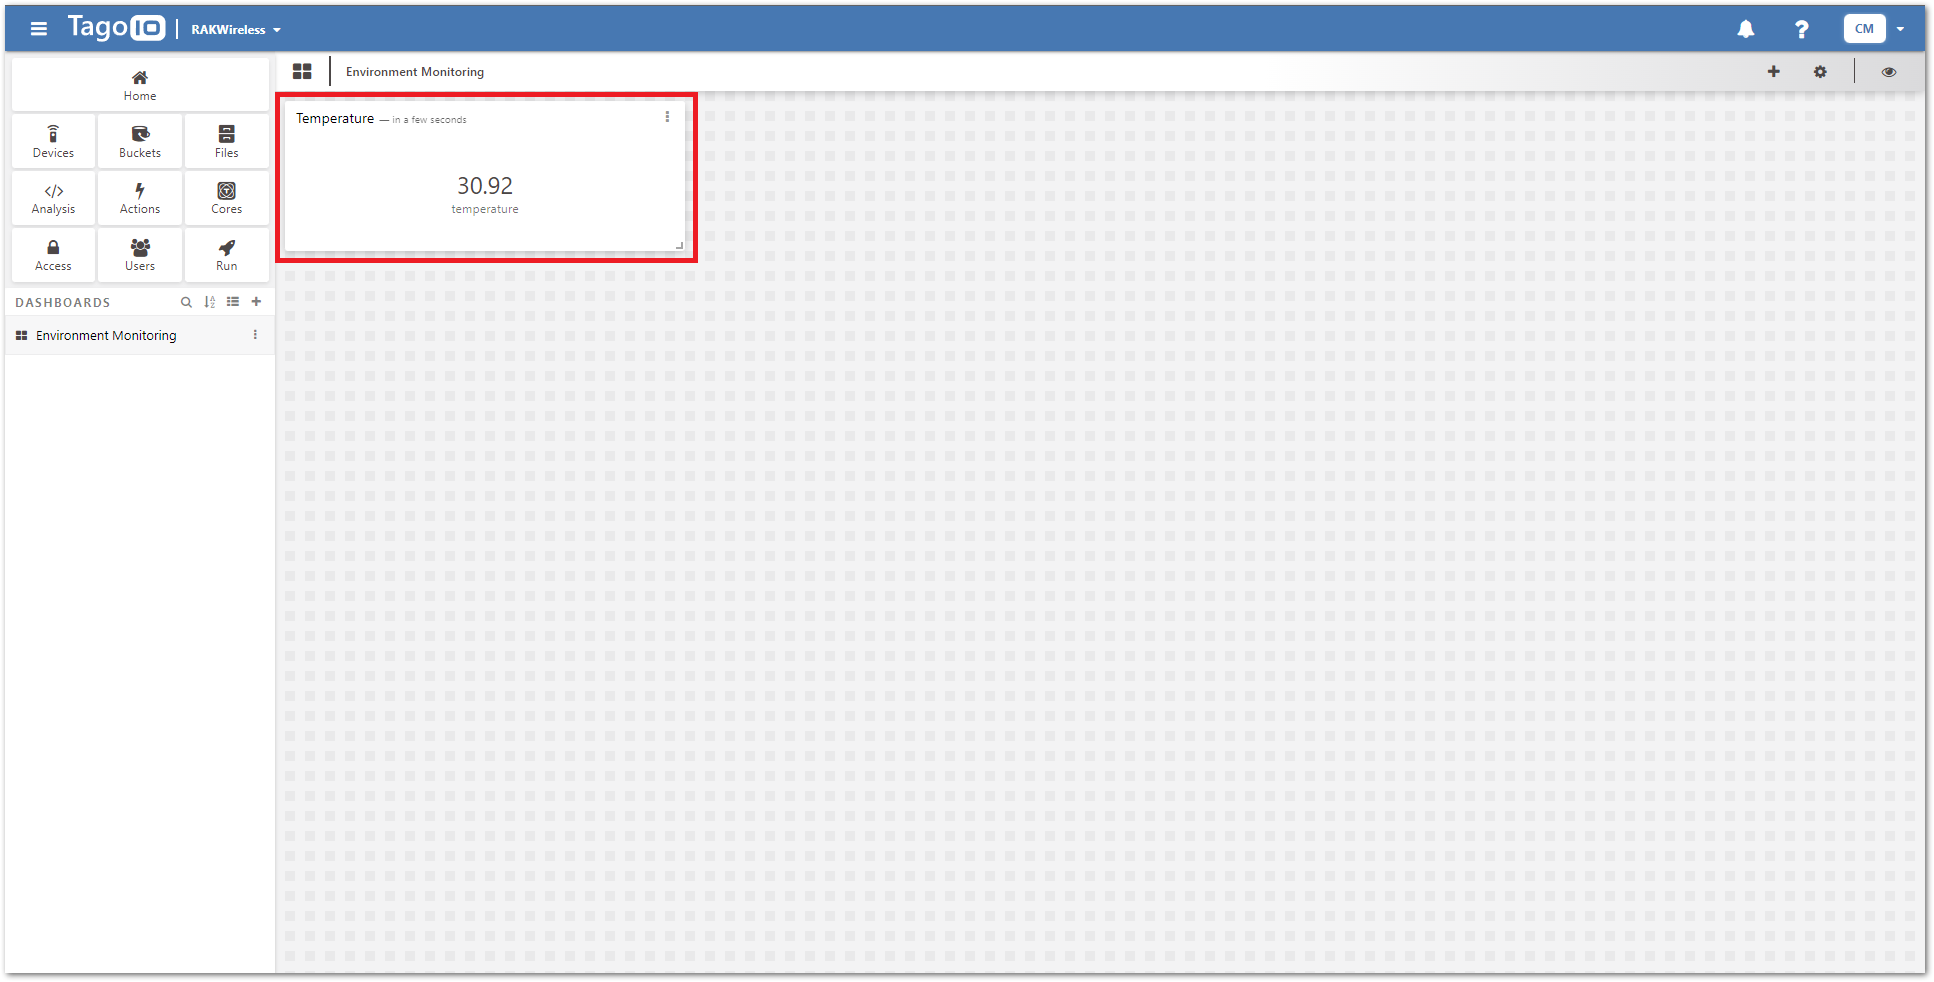 TagoIO
RAKWireless
CM
Home
Devices
Buckets
Files
Analysis
Actions
Cores
Access
Users
Run
DASHBOARDS
Environment Monitoring
Environment Monitoring
Temperature — in a few seconds
30.92
temperature